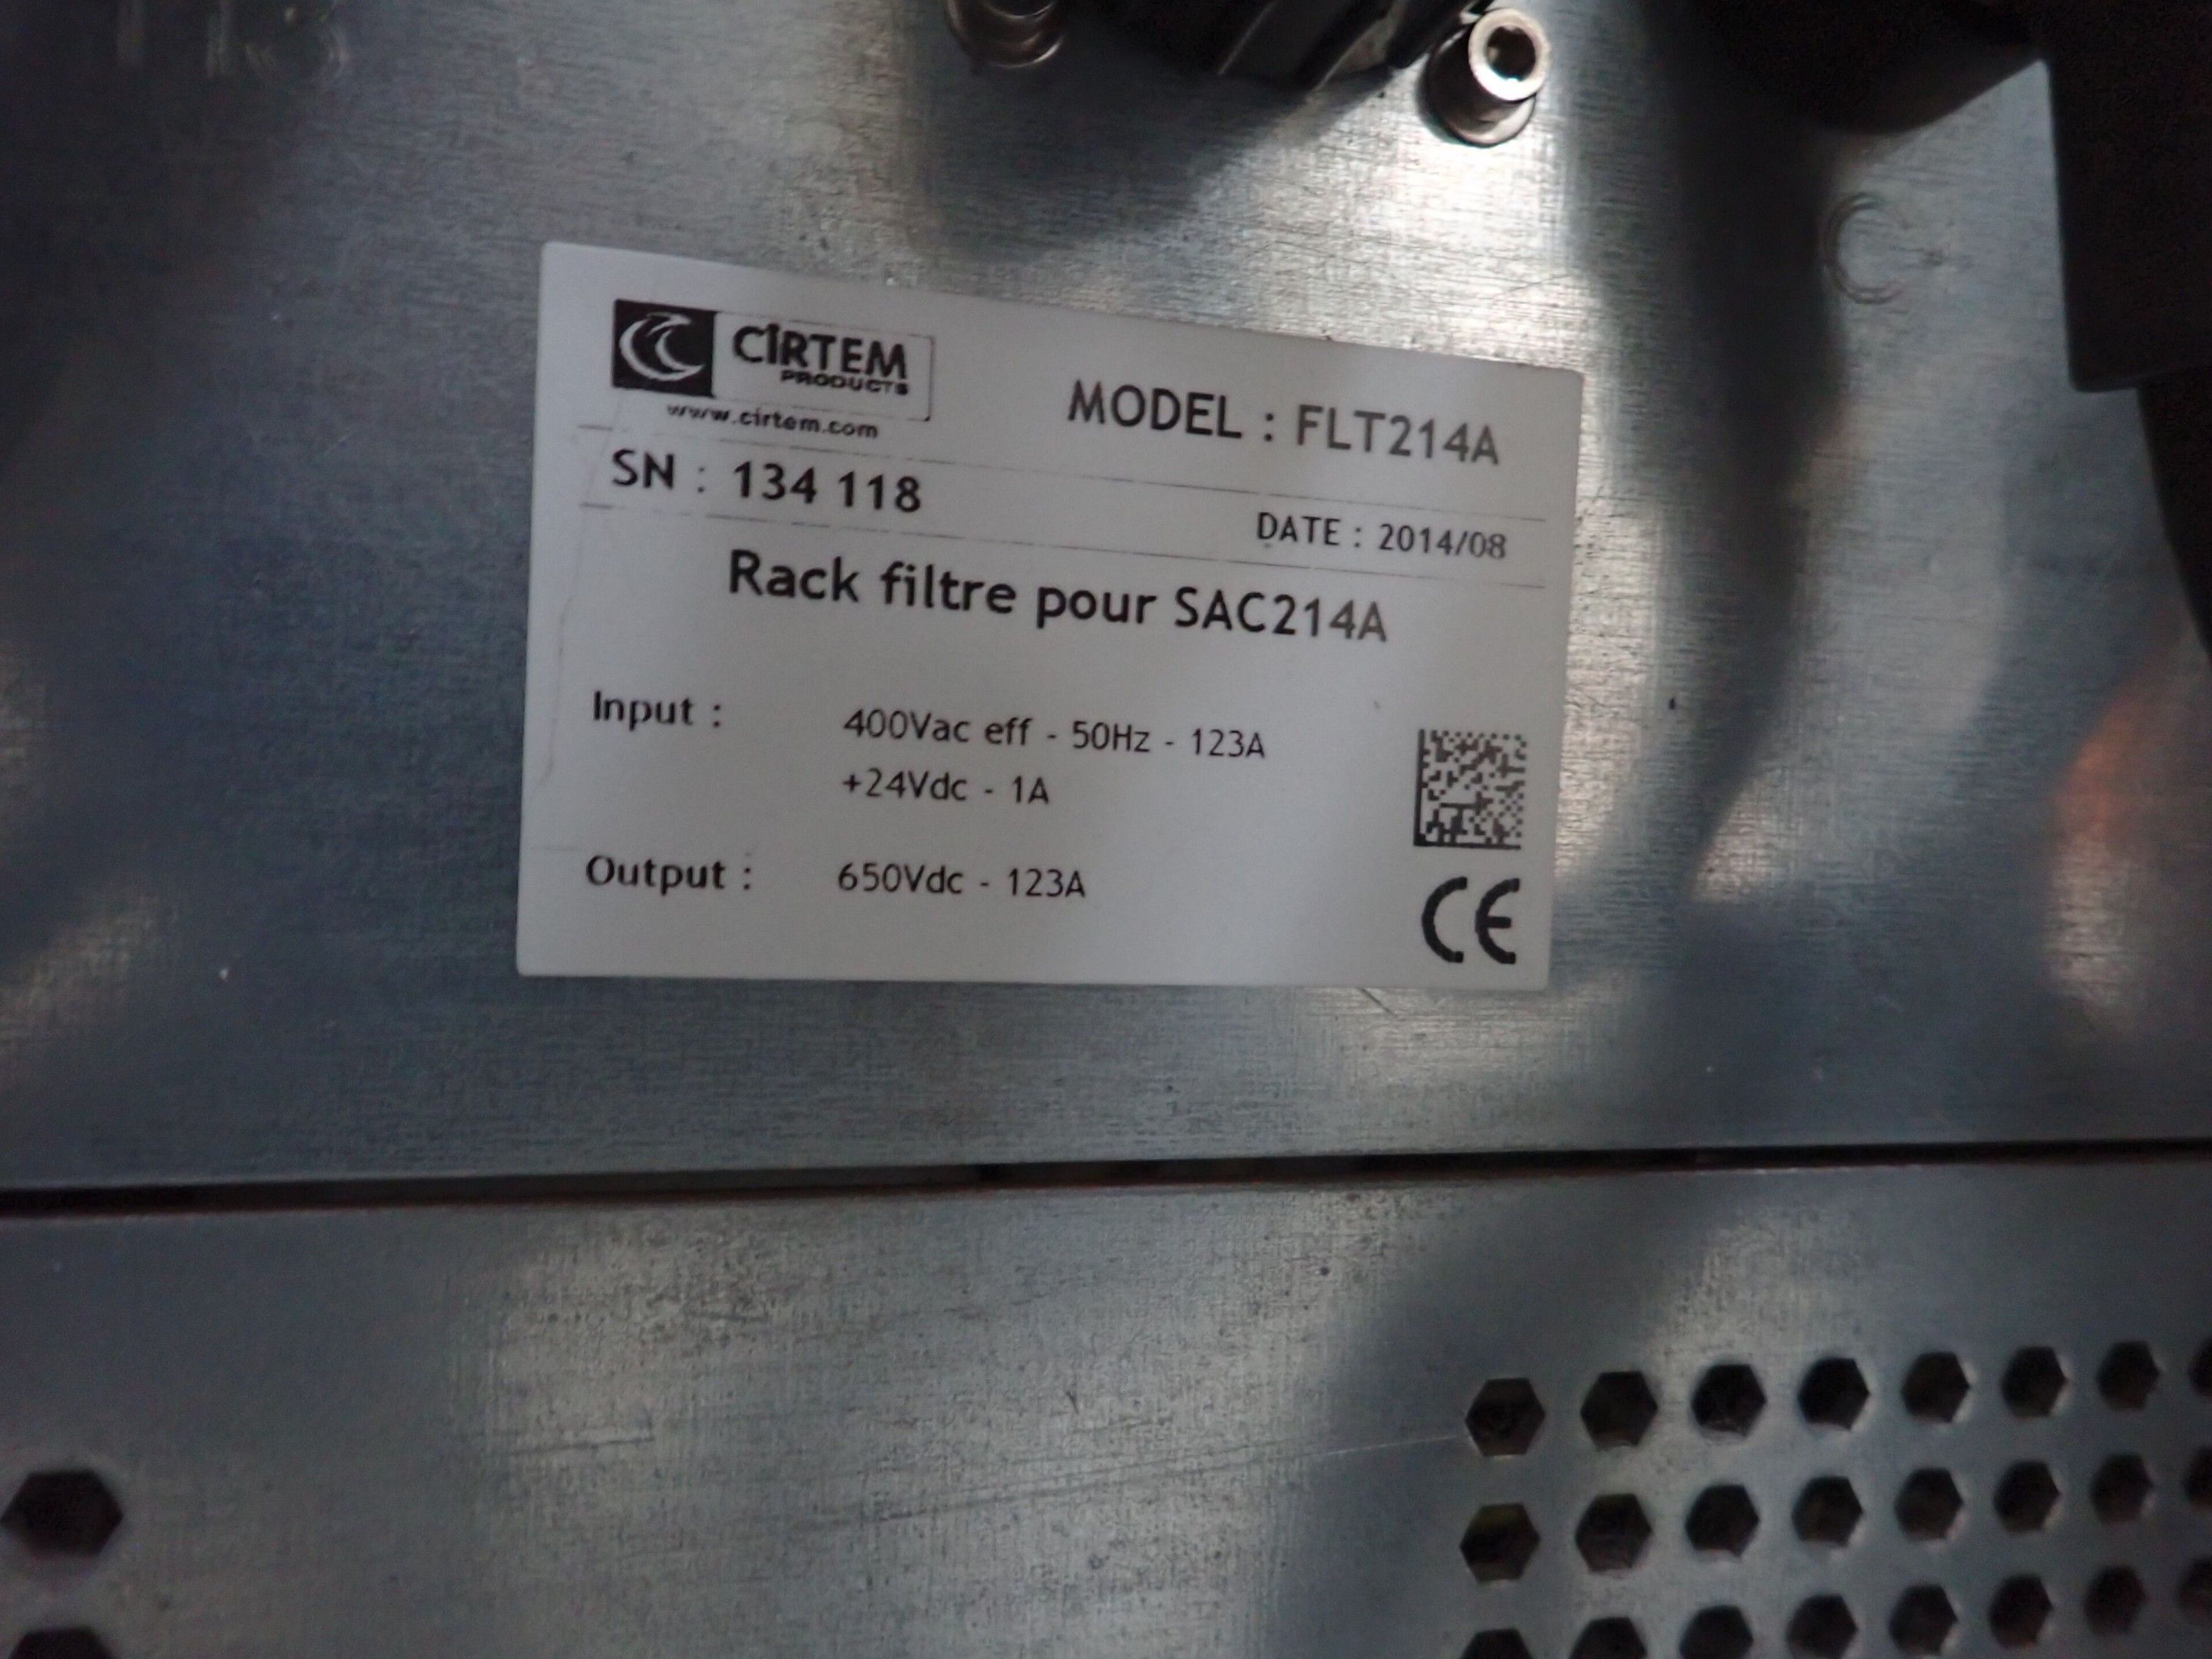 CiRTEM
PRODUCTS
www.cirtem.com
MODEL : FLT214A
SN : 134 118
DATE : 2014/08
Rack filtre pour SAC214A
Input : 400Vac eff - 50Hz - 123A
+24Vdc - 1A
Output : 650Vdc - 123A
CE